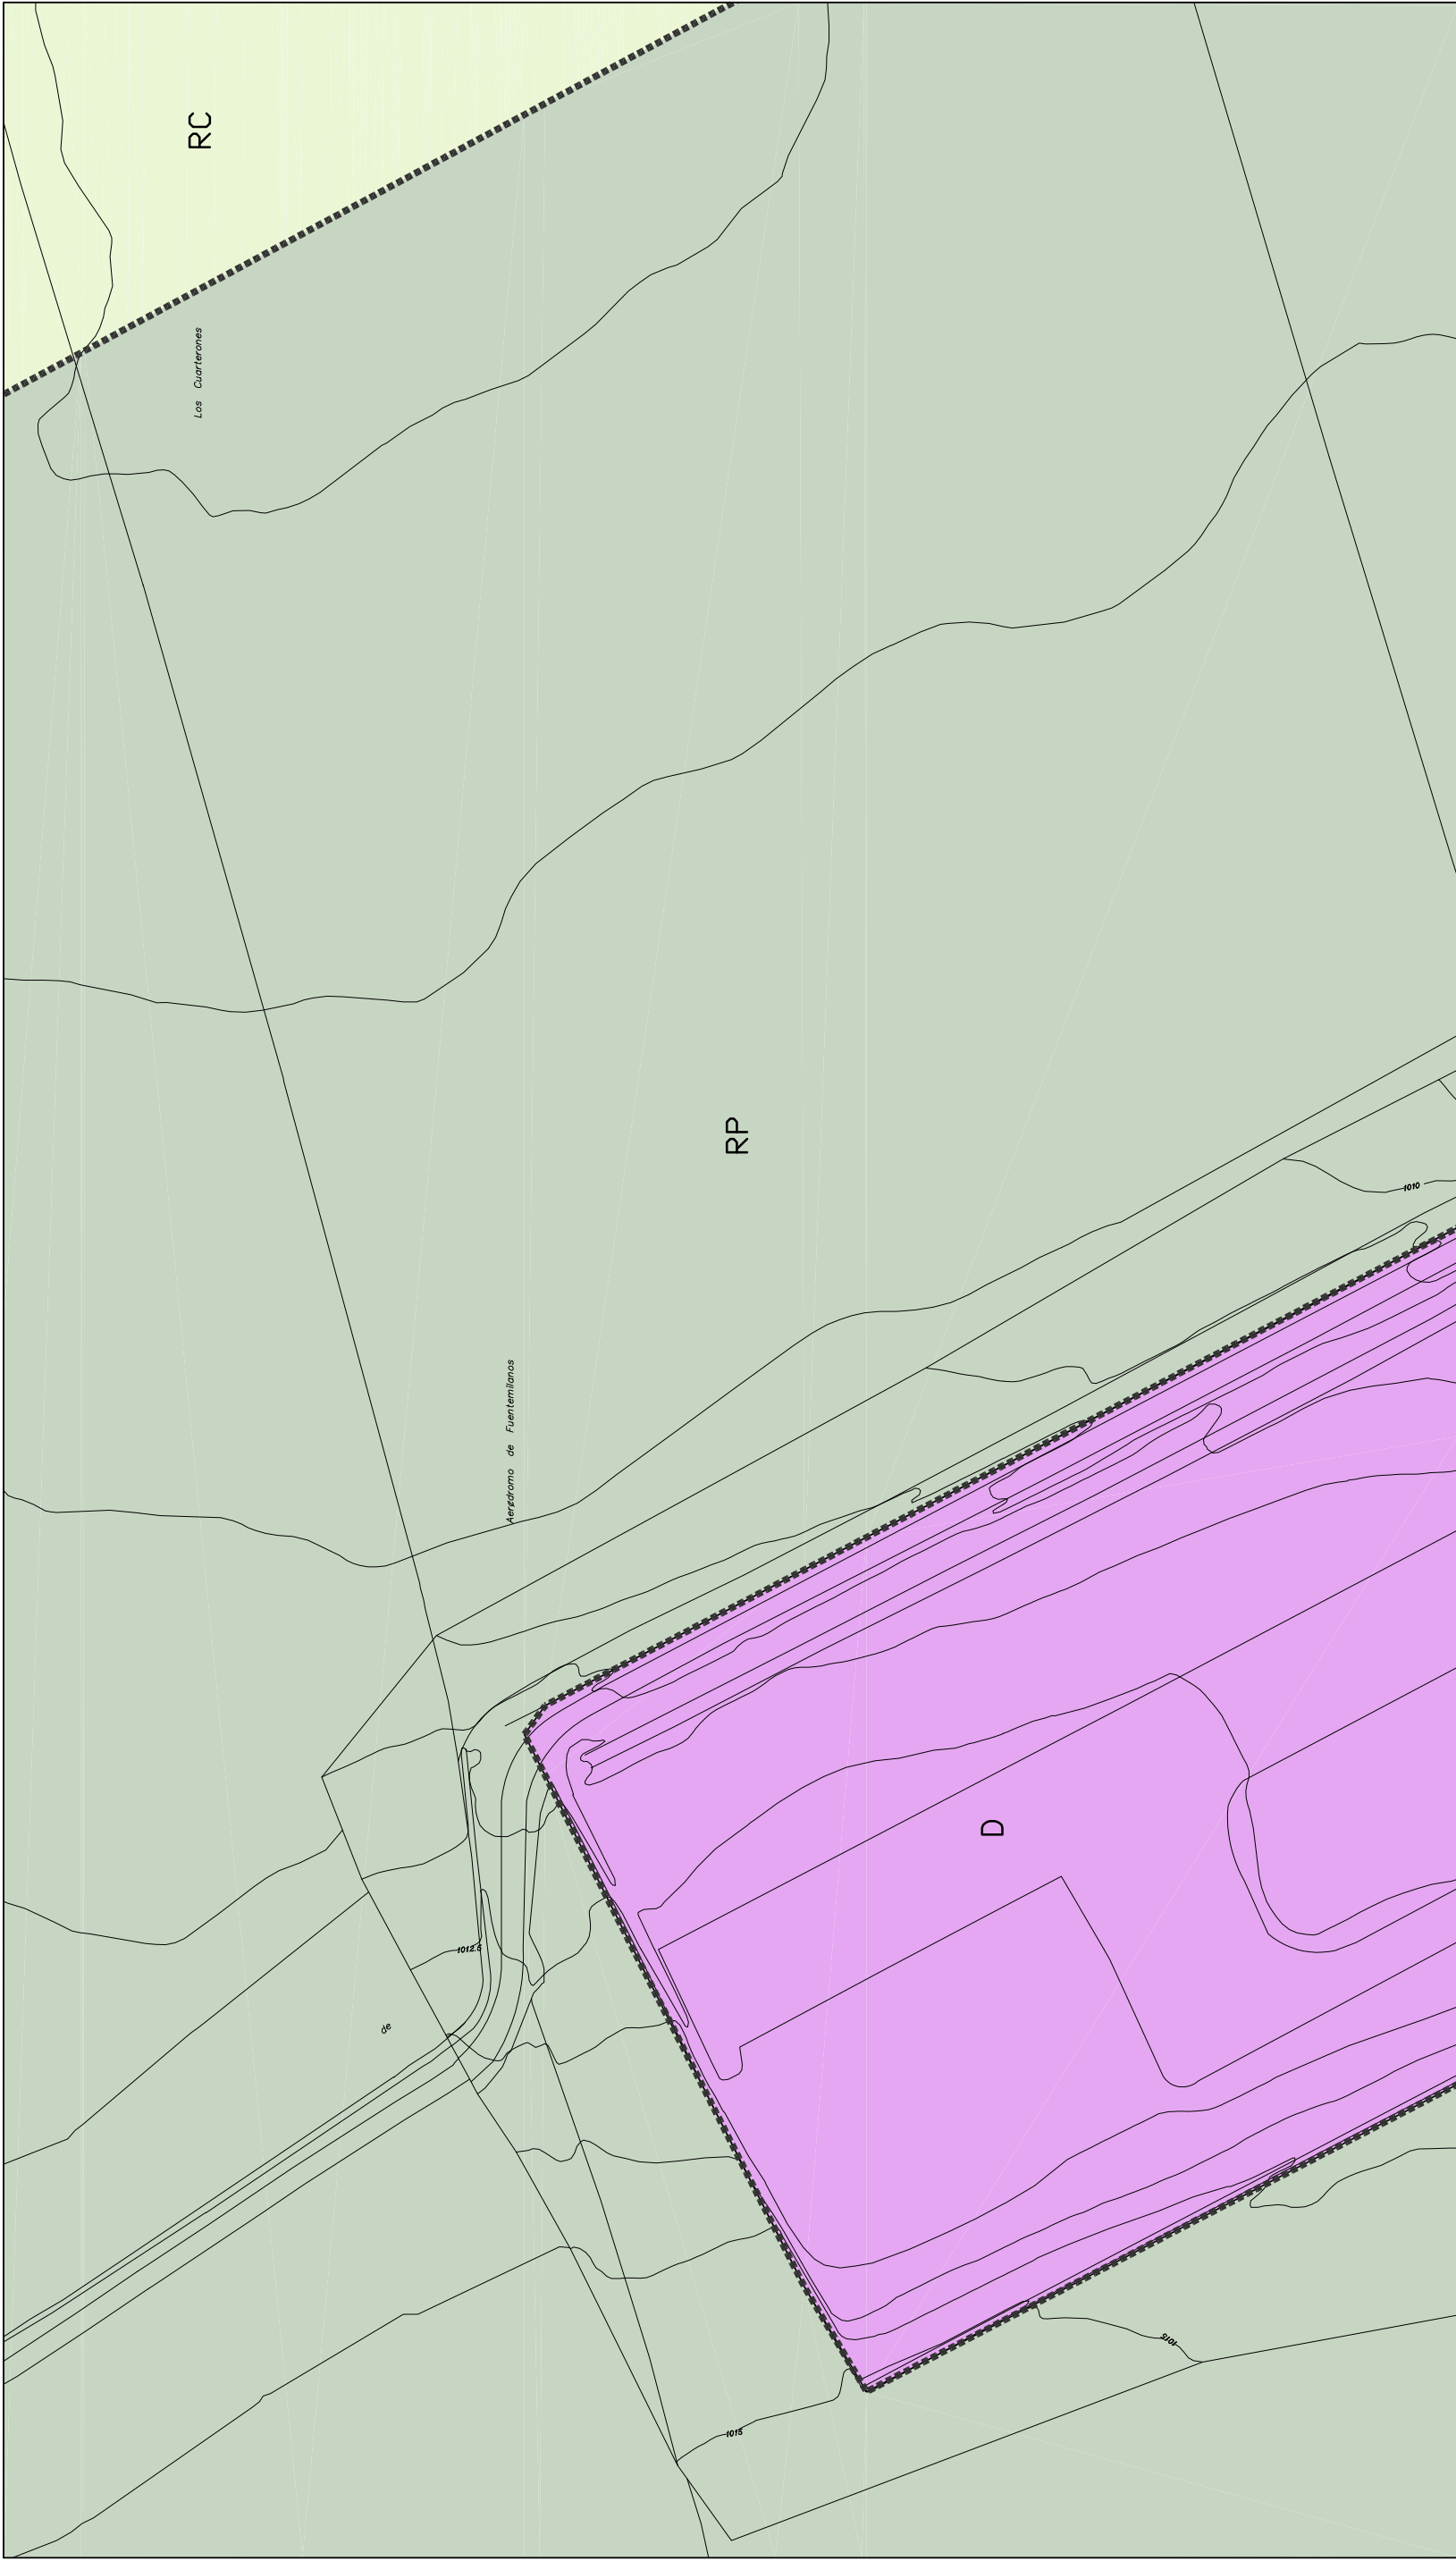 RC
Los Cuarterones
RP
1010
Aeródromo de Fuentemilanos
D
1012.5
de
1015
1015